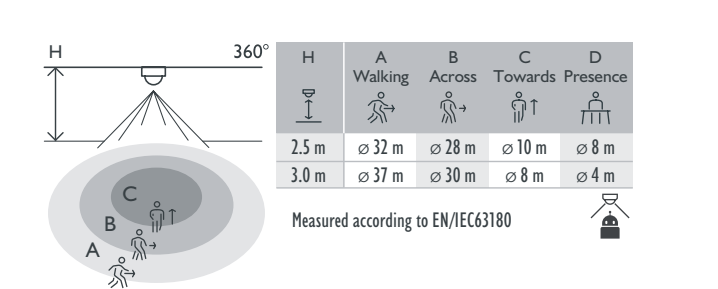 H 360°
C
B
A
H A B C D
Walking Across Towards Presence
2.5 m ⌀ 32 m ⌀ 28 m ⌀ 10 m ⌀ 8 m
3.0 m ⌀ 37 m ⌀ 30 m ⌀ 8 m ⌀ 4 m
Measured according to EN/IEC63180